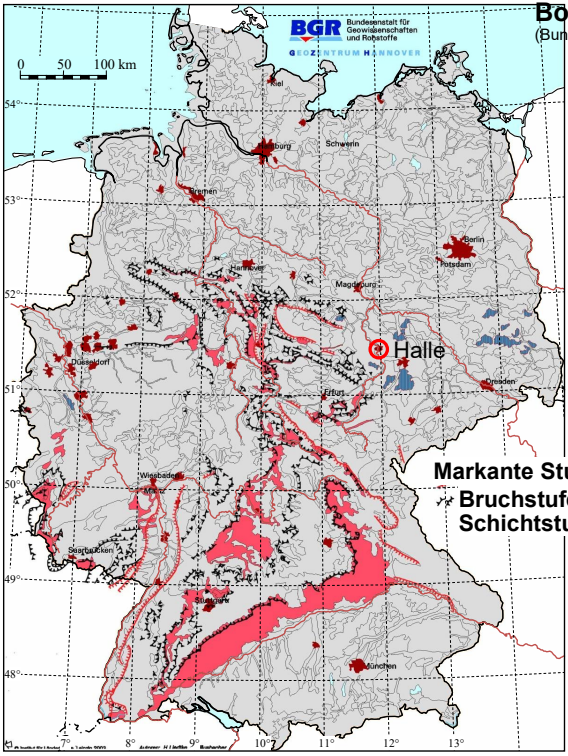 Bo
(Bun
BGR
Bundesanstalt für
Geowissenschaften
und Rohstoffe
GEOZENTRUM HANNOVER
0 50 100 km
Kiel
54°
Hamburg
Schwerin
Bremen
53°
Berlin
Hannover
Potsdam
Magdeburg
52°
Halle
Düsseldorf
51°
Dresden
Erfurt
Wiesbaden
Mainz
50°
Markante Stu
Bruchstufe
Schichtstu
Saarbrücken
49°
Stuttgart
48°
München
7° 8° 9° 10° 11° 12° 13°